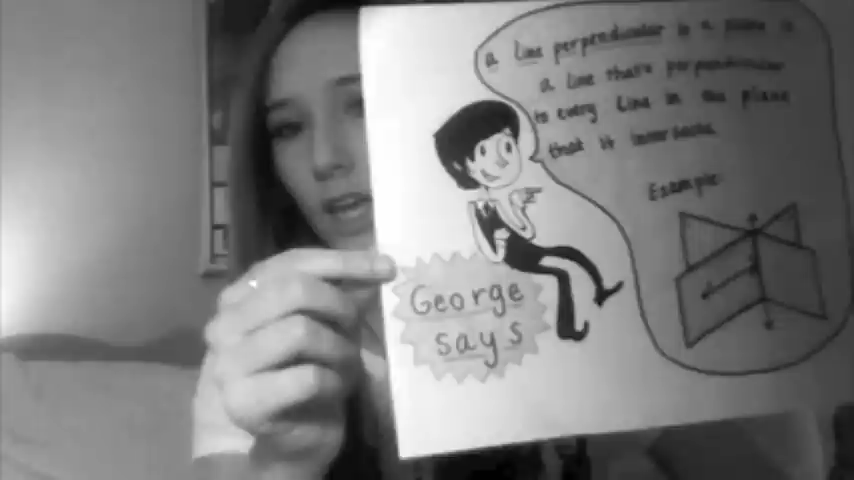 a line perpendicular to a plane is
a line that's perpendicular
to every line in the plane
that it intersects
Example:
George
says